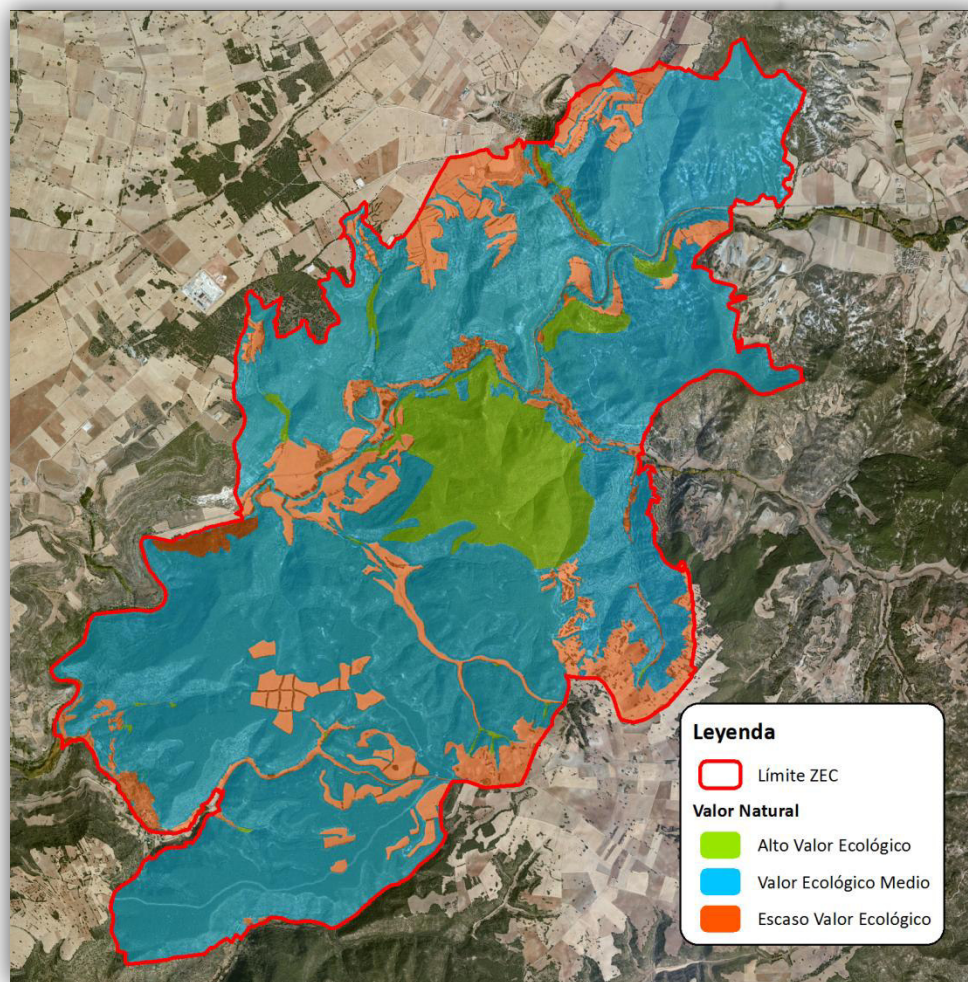 Leyenda
Límite ZEC
Valor Natural
Alto Valor Ecológico
Valor Ecológico Medio
Escaso Valor Ecológico